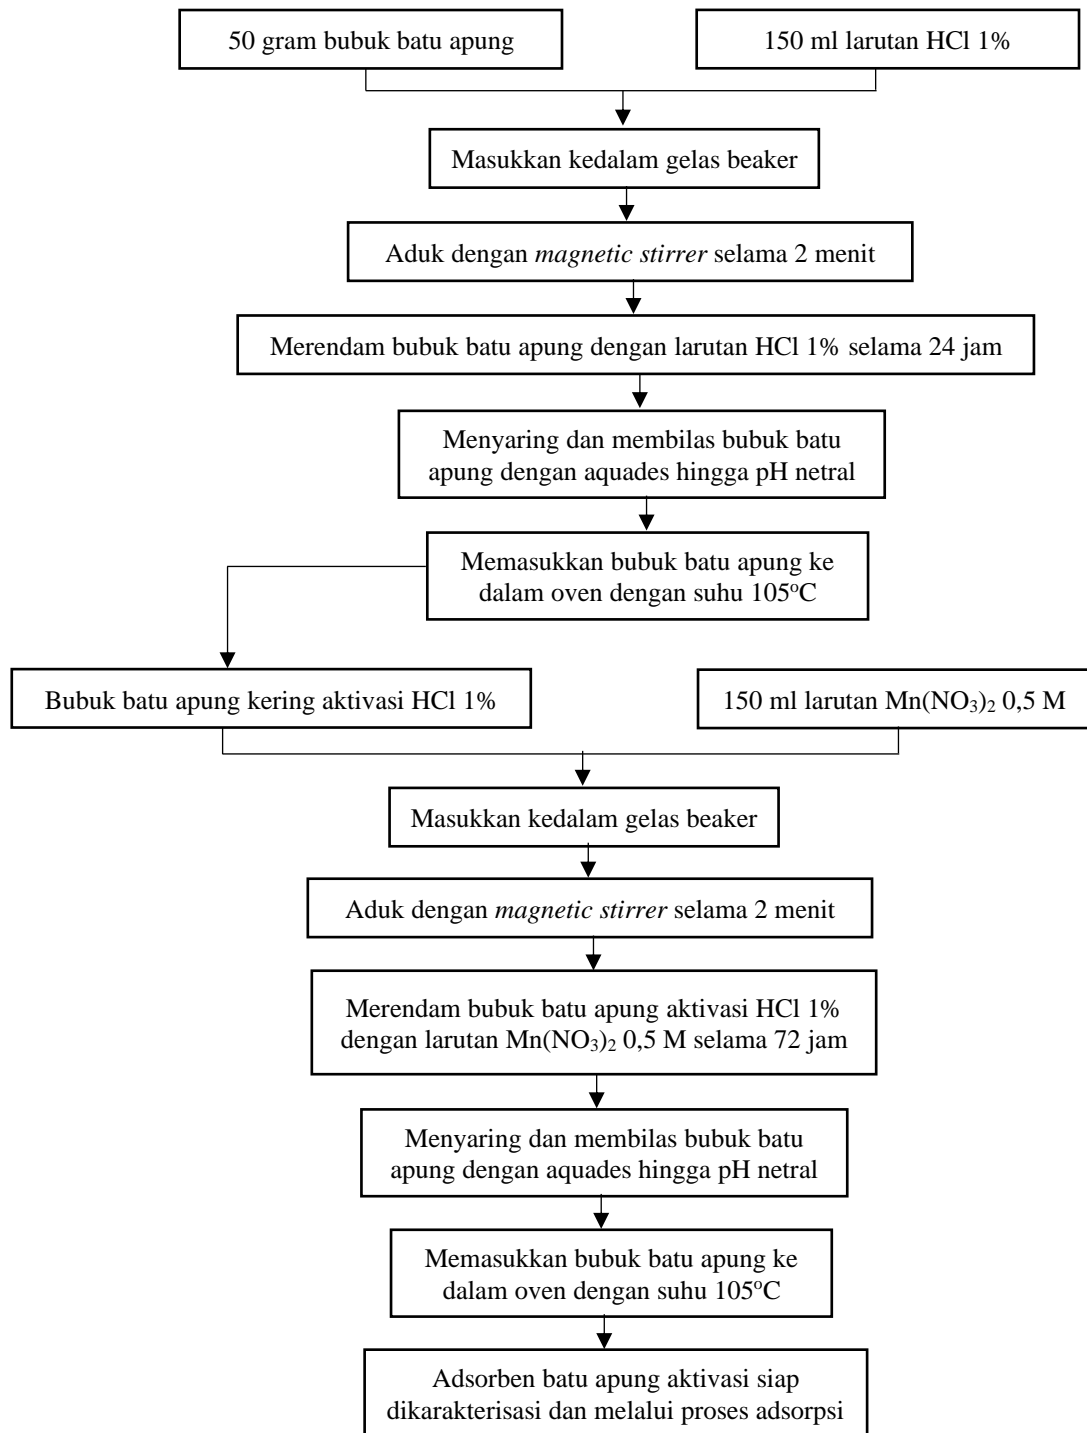 50 gram bubuk batu apung
150 ml larutan HCl 1%
Masukkan kedalam gelas beaker
Aduk dengan magnetic stirrer selama 2 menit
Merendam bubuk batu apung dengan larutan HCl 1% selama 24 jam
Menyaring dan membilas bubuk batu
apung dengan aquades hingga pH netral
Memasukkan bubuk batu apung ke
dalam oven dengan suhu 105°C
Bubuk batu apung kering aktivasi HCl 1%
150 ml larutan Mn(NO₃)₂ 0,5 M
Masukkan kedalam gelas beaker
Aduk dengan magnetic stirrer selama 2 menit
Merendam bubuk batu apung aktivasi HCl 1%
dengan larutan Mn(NO₃)₂ 0,5 M selama 72 jam
Menyaring dan membilas bubuk batu
apung dengan aquades hingga pH netral
Memasukkan bubuk batu apung ke
dalam oven dengan suhu 105°C
Adsorben batu apung aktivasi siap
dikarakterisasi dan melalui proses adsorpsi